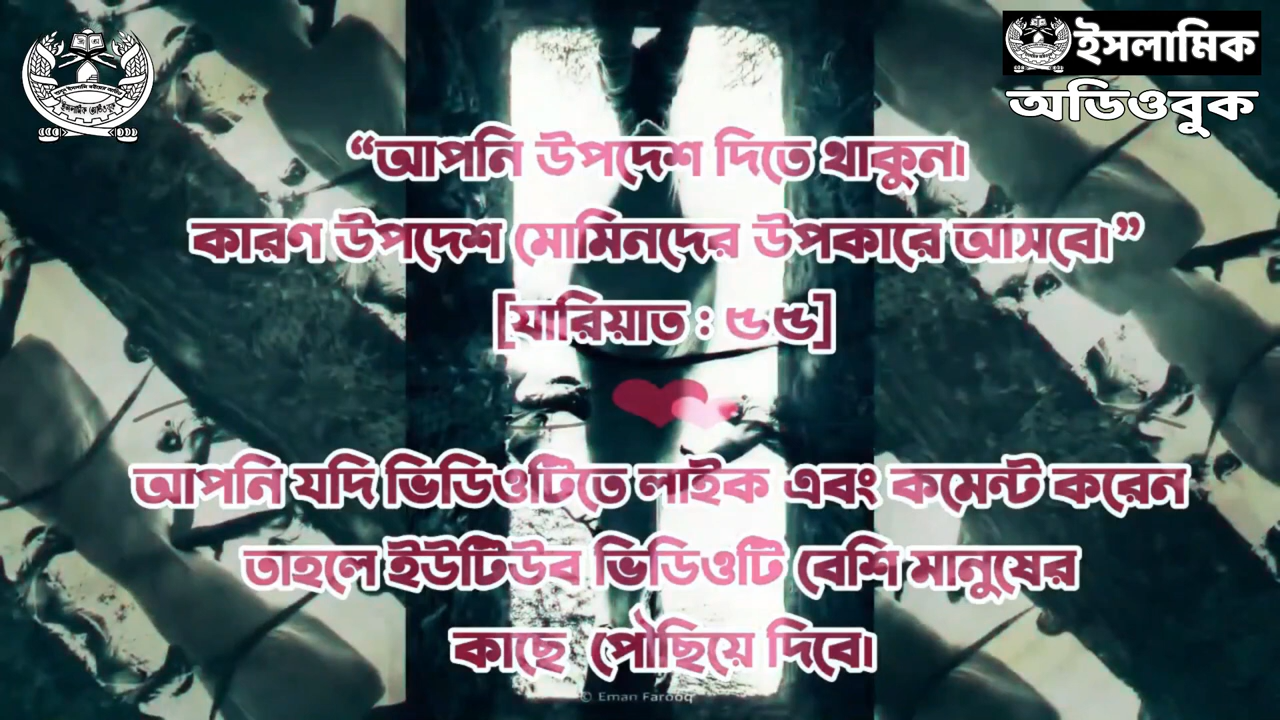 ইসলামিক
অডিওবুক
“আপনি উপদেশ দিতে থাকুন।
কারণ উপদেশ মোমিনদের উপকারে আসবে।”
[যারিয়াত : ৫৫]
আপনি যদি ভিডিওটিতে লাইক এবং কমেন্ট করেন
তাহলে ইউটিউব ভিডিওটি বেশি মানুষের
কাছে পৌছিয়ে দিবে।
© Eman Farooq